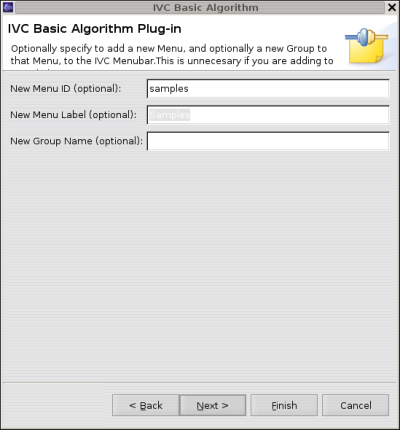 IVC Basic Algorithm
IVC Basic Algorithm Plug-in
Optionally specify to add a new Menu, and optionally a new Group to
that Menu, to the IVC Menubar.This is unnecesary if you are adding to
New Menu ID (optional): samples
New Menu Label (optional): Samples
New Group Name (optional):
< Back Next > Finish Cancel